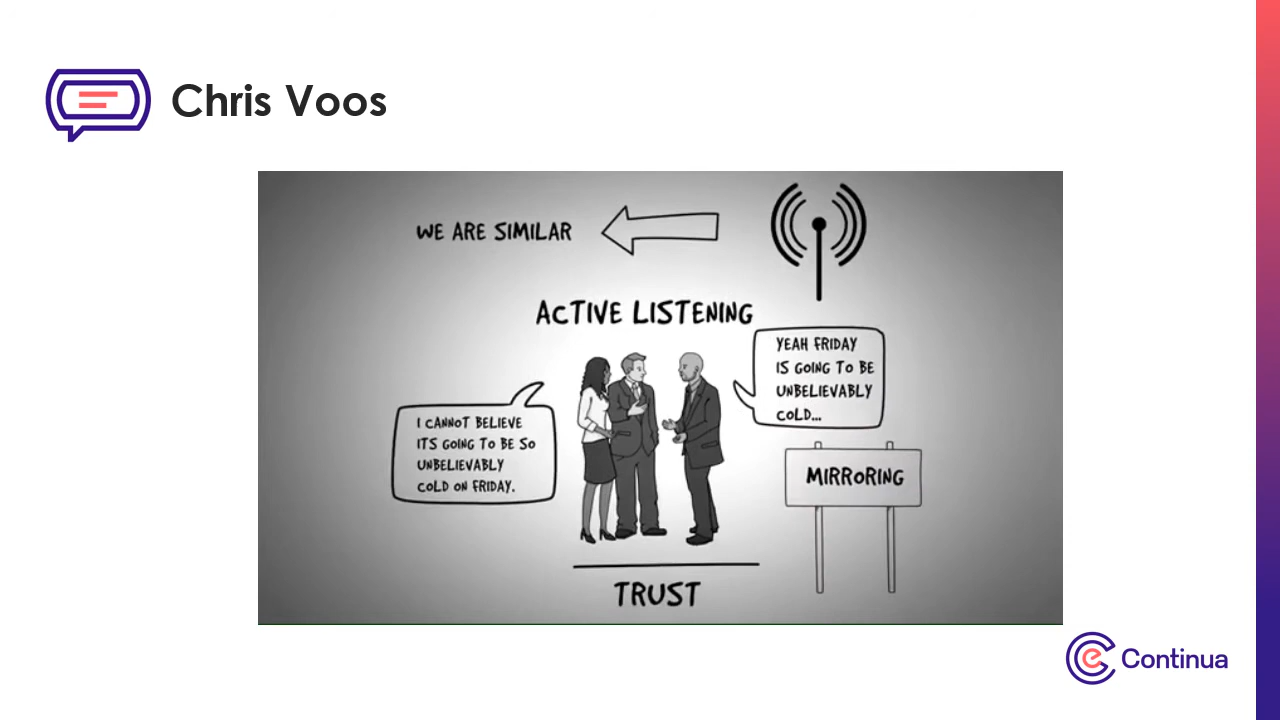 Chris Voos
WE ARE SIMILAR
ACTIVE LISTENING
YEAH FRIDAY
IS GOING TO BE
UNBELIEVABLY
COLD...
I CANNOT BELIEVE
ITS GOING TO BE SO
UNBELIEVABLY
COLD ON FRIDAY.
MIRRORING
TRUST
Continua